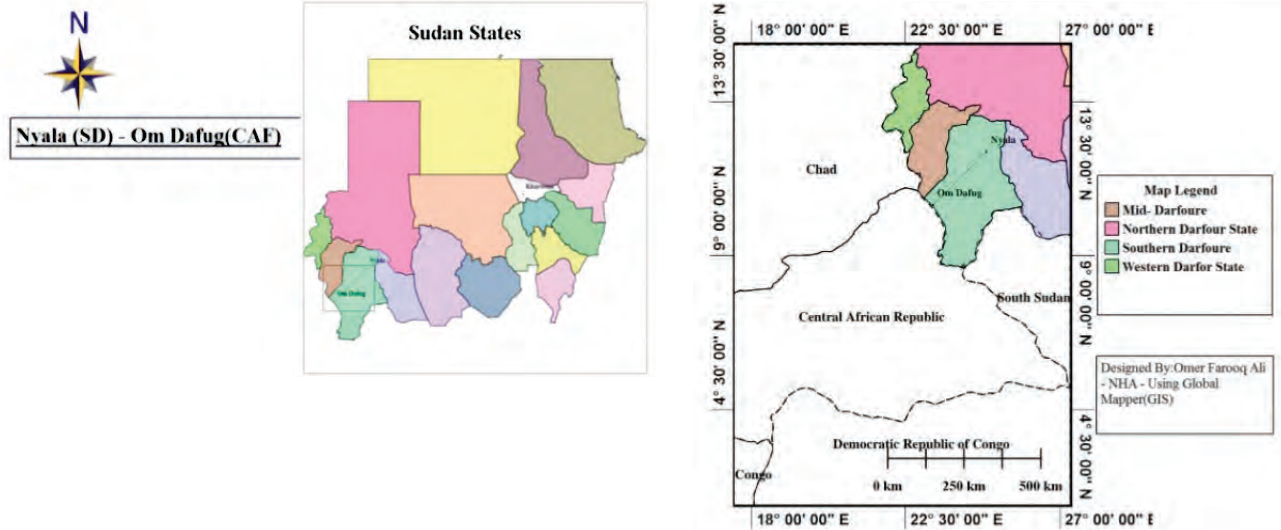 N
Nyala (SD) - Om Dafug(CAF)
Sudan States
Om Dafug
18° 00' 00" E
22° 30' 00" E
27° 00' 00" E
13° 30' 00" N
9° 00' 00" N
4° 30' 00" N
Nyala
Chad
Om Dafug
South Sudan
Central African Republic
Democratic Republic of Congo
Congo
0 km
250 km
500 km
13° 30' 00" N
9° 00' 00" N
4° 30' 00" N
18° 00' 00" E
22° 30' 00" E
27° 00' 00" E
Map Legend
Mid- Darfoure
Northern Darfour State
Southern Darfoure
Western Darfor State
Designed By:Omer Farooq Ali
- NHA - Using Global
Mapper(GIS)